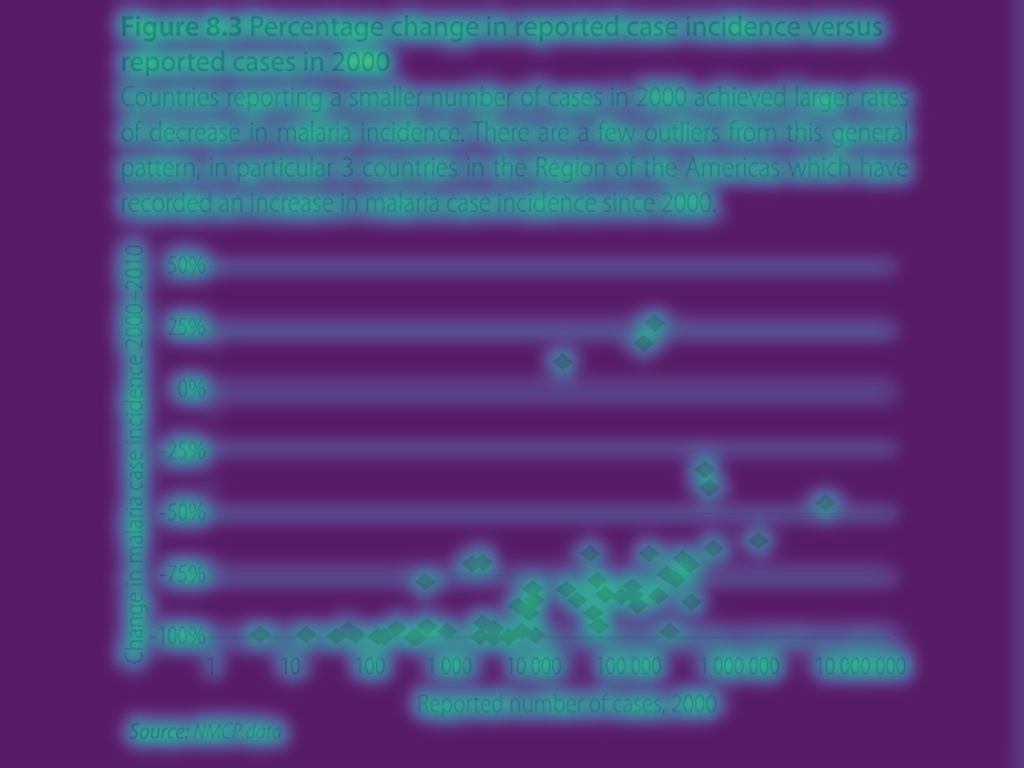 Figure 8.3 Percentage change in reported case incidence versus
reported cases in 2000
Countries reporting a smaller number of cases in 2000 achieved larger rates
of decrease in malaria incidence. There are a few outliers from this general
pattern, in particular 3 countries in the Region of the Americas which have
recorded an increase in malaria case incidence since 2000.
Change in malaria case incidence 2000–2010
50%
25%
0%
-25%
-50%
-75%
-100%
1 10 100 1 000 10 000 100 000 1 000 000 10 000 000
Reported number of cases, 2000
Source: NMCP data